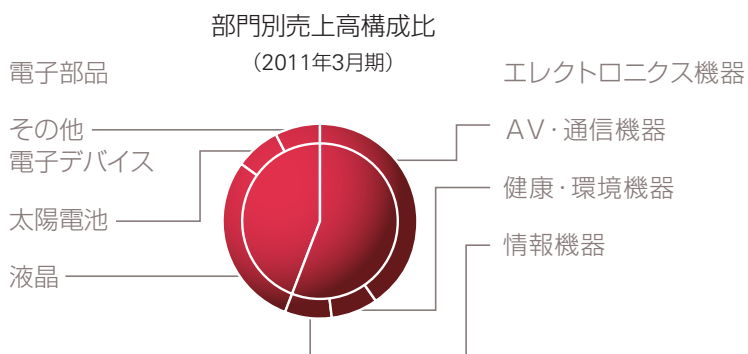 部門別売上高構成比
（2011年3月期）
電子部品
その他
電子デバイス
太陽電池
液晶
エレクトロニクス機器
AV・通信機器
健康・環境機器
情報機器